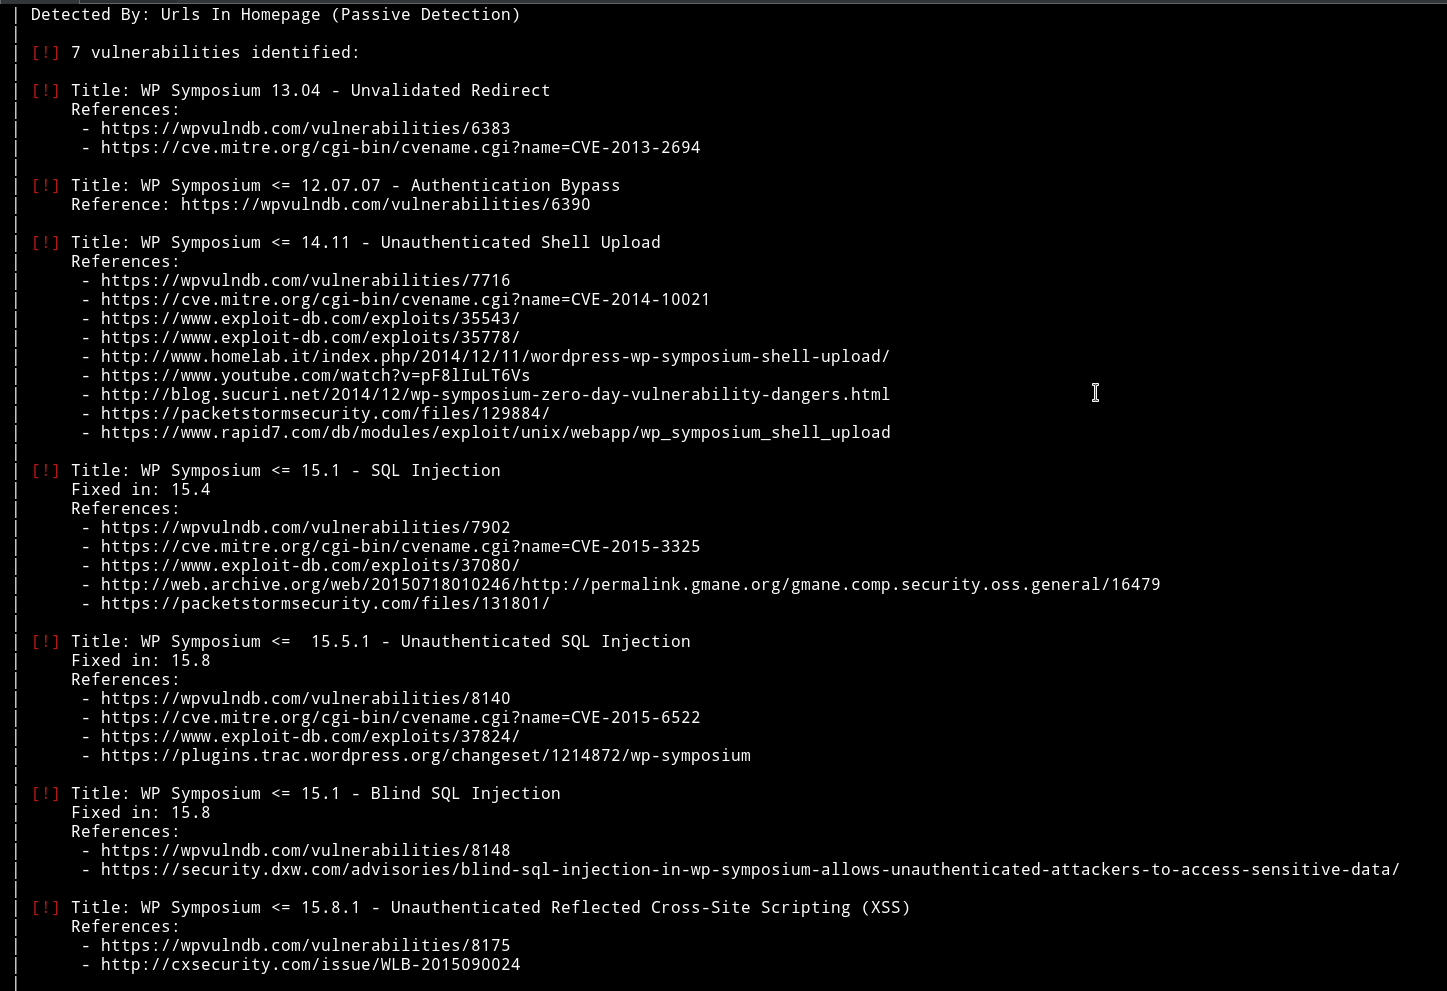 | Detected By: Urls In Homepage (Passive Detection)
|
| [!] 7 vulnerabilities identified:
|
| [!] Title: WP Symposium 13.04 - Unvalidated Redirect
|     References:
|      - https://wpvulndb.com/vulnerabilities/6383
|      - https://cve.mitre.org/cgi-bin/cvename.cgi?name=CVE-2013-2694
|
| [!] Title: WP Symposium <= 12.07.07 - Authentication Bypass
|     Reference: https://wpvulndb.com/vulnerabilities/6390
|
| [!] Title: WP Symposium <= 14.11 - Unauthenticated Shell Upload
|     References:
|      - https://wpvulndb.com/vulnerabilities/7716
|      - https://cve.mitre.org/cgi-bin/cvename.cgi?name=CVE-2014-10021
|      - https://www.exploit-db.com/exploits/35543/
|      - https://www.exploit-db.com/exploits/35778/
|      - http://www.homelab.it/index.php/2014/12/11/wordpress-wp-symposium-shell-upload/
|      - https://www.youtube.com/watch?v=pF8lIuLT6Vs
|      - http://blog.sucuri.net/2014/12/wp-symposium-zero-day-vulnerability-dangers.html
|      - https://packetstormsecurity.com/files/129884/
|      - https://www.rapid7.com/db/modules/exploit/unix/webapp/wp_symposium_shell_upload
|
| [!] Title: WP Symposium <= 15.1 - SQL Injection
|     Fixed in: 15.4
|     References:
|      - https://wpvulndb.com/vulnerabilities/7902
|      - https://cve.mitre.org/cgi-bin/cvename.cgi?name=CVE-2015-3325
|      - https://www.exploit-db.com/exploits/37080/
|      - http://web.archive.org/web/20150718010246/http://permalink.gmane.org/gmane.comp.security.oss.general/16479
|      - https://packetstormsecurity.com/files/131801/
|
| [!] Title: WP Symposium <=  15.5.1 - Unauthenticated SQL Injection
|     Fixed in: 15.8
|     References:
|      - https://wpvulndb.com/vulnerabilities/8140
|      - https://cve.mitre.org/cgi-bin/cvename.cgi?name=CVE-2015-6522
|      - https://www.exploit-db.com/exploits/37824/
|      - https://plugins.trac.wordpress.org/changeset/1214872/wp-symposium
|
| [!] Title: WP Symposium <= 15.1 - Blind SQL Injection
|     Fixed in: 15.8
|     References:
|      - https://wpvulndb.com/vulnerabilities/8148
|      - https://security.dxw.com/advisories/blind-sql-injection-in-wp-symposium-allows-unauthenticated-attackers-to-access-sensitive-data/
|
| [!] Title: WP Symposium <= 15.8.1 - Unauthenticated Reflected Cross-Site Scripting (XSS)
|     References:
|      - https://wpvulndb.com/vulnerabilities/8175
|      - http://cxsecurity.com/issue/WLB-2015090024
|